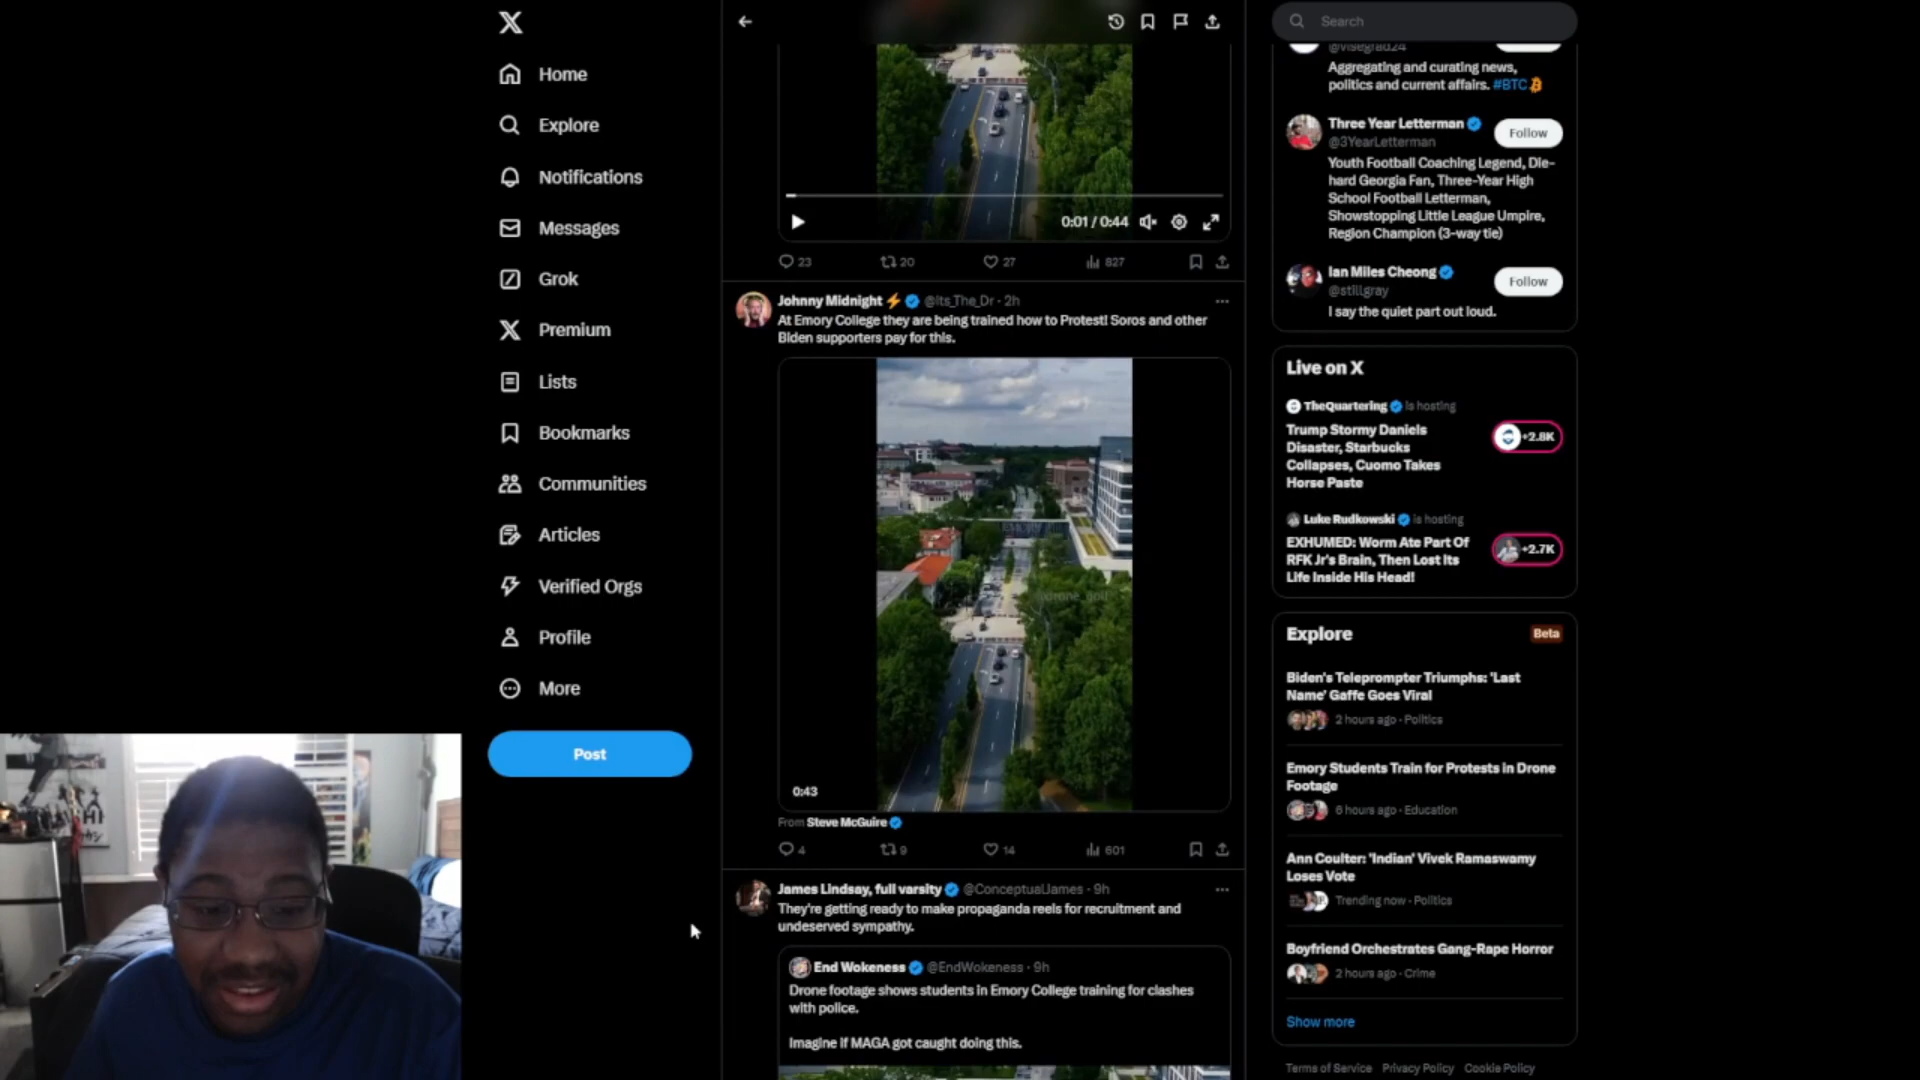 Home
Explore
Notifications
Messages
Grok
Premium
Lists
Bookmarks
Communities
Articles
Verified Orgs
Profile
More
Post
0:01 / 0:44
23
20
27
827
Johnny Midnight ⚡ @Its_The_Dr · 2h
At Emory College they are being trained how to Protest! Soros and other
Biden supporters pay for this.
0:43
From Steve McGuire
4
9
14
601
James Lindsay, full varsity @ConceptualJames · 9h
They're getting ready to make propaganda reels for recruitment and
undeserved sympathy.
End Wokeness @EndWokeness · 9h
Drone footage shows students in Emory College training for clashes
with police.
Imagine if MAGA got caught doing this.
Search
@visegrad24
Aggregating and curating news,
politics and current affairs. #BTC
Three Year Letterman
Follow
@3YearLetterman
Youth Football Coaching Legend, Die-
hard Georgia Fan, Three-Year High
School Football Letterman,
Showstopping Little League Umpire,
Region Champion (3-way tie)
Ian Miles Cheong
Follow
@stillgray
I say the quiet part out loud.
Live on X
TheQuartering is hosting
Trump Stormy Daniels
Disaster, Starbucks
Collapses, Cuomo Takes
Horse Paste
+2.8K
Luke Rudkowski is hosting
EXHUMED: Worm Ate Part Of
RFK Jr's Brain, Then Lost Its
Life Inside His Head!
+2.7K
Explore
Beta
Biden's Teleprompter Triumphs: 'Last
Name' Gaffe Goes Viral
2 hours ago · Politics
Emory Students Train for Protests in Drone
Footage
6 hours ago · Education
Ann Coulter: 'Indian' Vivek Ramaswamy
Loses Vote
Trending now · Politics
Boyfriend Orchestrates Gang-Rape Horror
2 hours ago · Crime
Show more
Terms of Service Privacy Policy Cookie Policy